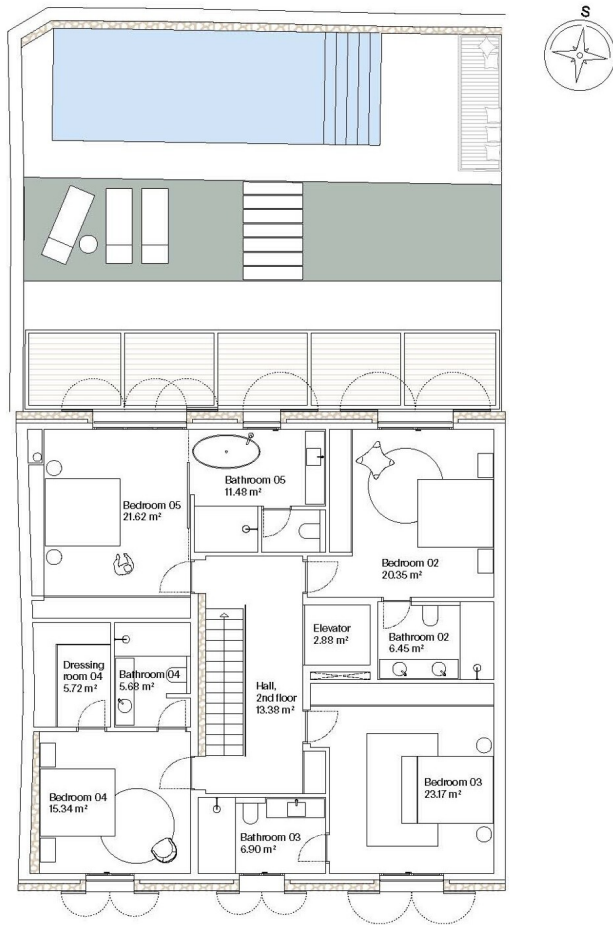 S
Bathroom 05
11.48 m²
Bedroom 05
21.62 m²
Bedroom 02
20.35 m²
Elevator
2.88 m²
Bathroom 02
6.45 m²
Dressing
room 04
5.72 m²
Bathroom 04
5.68 m²
Hall,
2nd floor
13.38 m²
Bedroom 04
15.34 m²
Bedroom 03
23.17 m²
Bathroom 03
6.90 m²